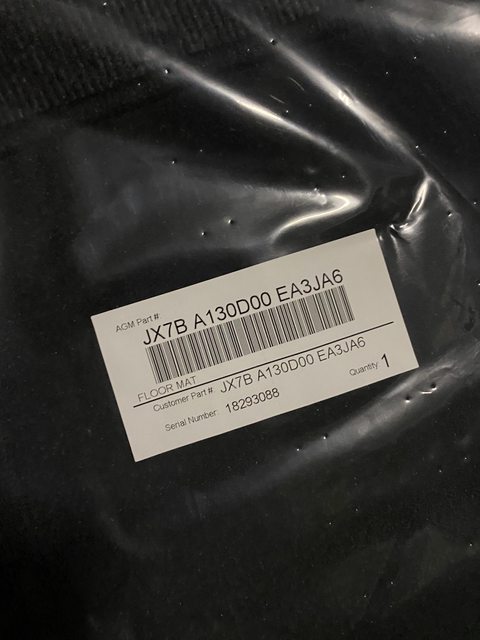 AGM Part #:
JX7B A130D00 EA3JA6
FLOOR MAT
Customer Part #: JX7B A130D00 EA3JA6
Serial Number: 18293088
Quantity 1